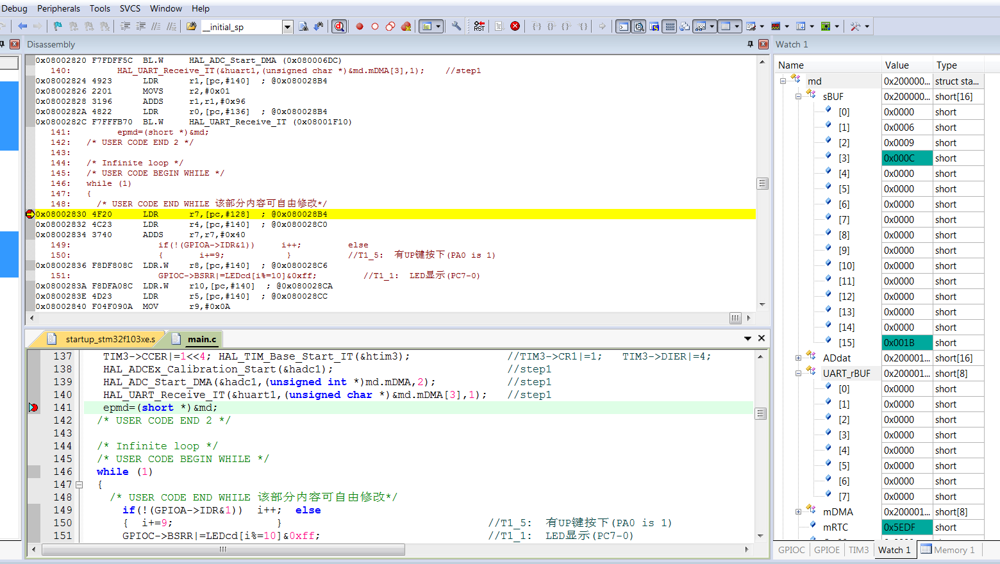 Debug Peripherals Tools SVCS Window Help
__initial_sp
RST
Disassembly
0x08002820 F7FDFF5C BL.W HAL_ADC_Start_DMA (0x080006DC)
140: HAL_UART_Receive_IT(&huart1,(unsigned char *)&md.mDMA[3],1); //step1
0x08002824 4923 LDR r1,[pc,#140] ; @0x080028B4
0x08002826 2201 MOVS r2,#0x01
0x08002828 3196 ADDS r1,r1,#0x96
0x0800282A 4822 LDR r0,[pc,#136] ; @0x080028B4
0x0800282C F7FFFB70 BL.W HAL_UART_Receive_IT (0x08001F10)
141: epmd=(short *)&md;
142: /* USER CODE END 2 */
143:
144: /* Infinite loop */
145: /* USER CODE BEGIN WHILE */
146: while (1)
147: {
148: /* USER CODE END WHILE 该部分内容可自由修改*/
0x08002830 4F20 LDR r7,[pc,#128] ; @0x080028B4
0x08002832 4C23 LDR r4,[pc,#140] ; @0x080028C0
0x08002834 3740 ADDS r7,r7,#0x40
149: if(!(GPIOA->IDR&1)) i++; else
150: { i+=9; } //T1_5: 有UP键按下(PA0 is 1)
0x08002836 F8DF808C LDR.W r8,[pc,#140] ; @0x080028C6
151: GPIOC->BSRR|=LEDcd[i%=10]&0xff; //T1_1: LED显示(PC7-0)
0x0800283A F8DFA08C LDR.W r10,[pc,#140] ; @0x080028CA
0x0800283E 4D23 LDR r5,[pc,#140] ; @0x080028CC
0x08002840 F04F090A MOV r9,#0x0A
startup_stm32f103xe.s main.c
137 TIM3->CCER|=1<<4; HAL_TIM_Base_Start_IT(&htim3); //TIM3->CR1|=1; TIM3->DIER|=4;
138 HAL_ADCEx_Calibration_Start(&hadc1); //step1
139 HAL_ADC_Start_DMA(&hadc1,(unsigned int *)md.mDMA,2); //step1
140 HAL_UART_Receive_IT(&huart1,(unsigned char *)&md.mDMA[3],1); //step1
141 epmd=(short *)&md;
142 /* USER CODE END 2 */
143
144 /* Infinite loop */
145 /* USER CODE BEGIN WHILE */
146 while (1)
147 {
148 /* USER CODE END WHILE 该部分内容可自由修改*/
149 if(!(GPIOA->IDR&1)) i++; else
150 { i+=9; } //T1_5: 有UP键按下(PA0 is 1)
151 GPIOC->BSRR|=LEDcd[i%=10]&0xff; //T1_1: LED显示(PC7-0)
Watch 1
Name Value Type
md 0x200000... struct sta...
sBUF 0x200000... short[16]
[0] 0x0000 short
[1] 0x0006 short
[2] 0x0009 short
[3] 0x000C short
[4] 0x0000 short
[5] 0x0000 short
[6] 0x0000 short
[7] 0x0000 short
[8] 0x0000 short
[9] 0x0000 short
[10] 0x0000 short
[11] 0x0000 short
[12] 0x0000 short
[13] 0x0000 short
[14] 0x0000 short
[15] 0x001B short
ADdat 0x200001... short[16]
UART_rBUF 0x200001... short[8]
[0] 0x0000 short
[1] 0x0000 short
[2] 0x0000 short
[3] 0x0000 short
[4] 0x0000 short
[5] 0x0000 short
[6] 0x0000 short
[7] 0x0000 short
mDMA 0x200001... short[8]
mRTC 0x5EDF short
GPIOC GPIOE TIM3 Watch 1 Memory 1